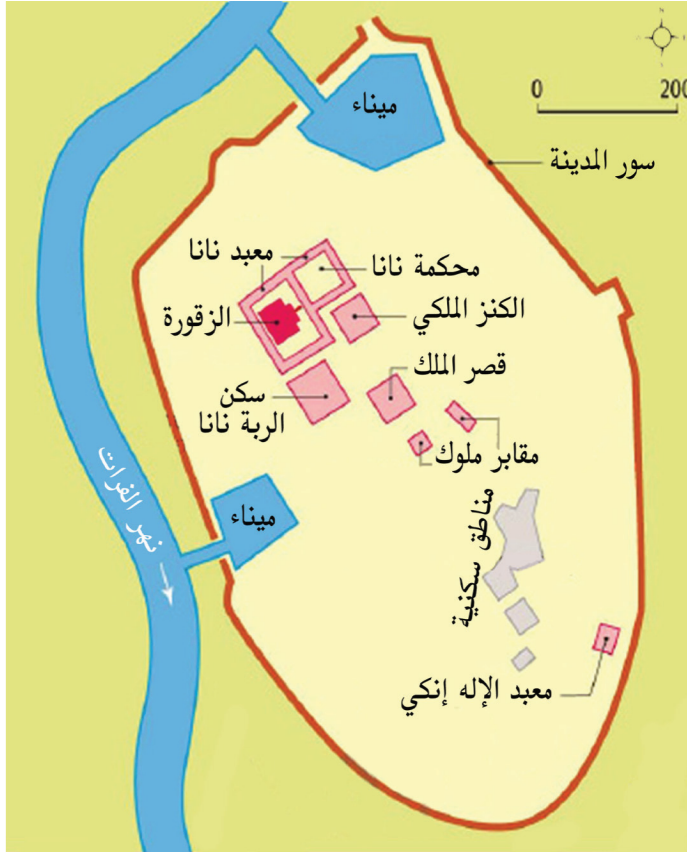 ميناء
0
200
سور المدينة
معبد نانا
محكمة نانا
الزقورة
الكنز الملكي
قصر الملك
سكن
الربة نانا
مقابر ملوك
نهر الفرات
ميناء
مناطق سكنية
معبد الإله إنكي